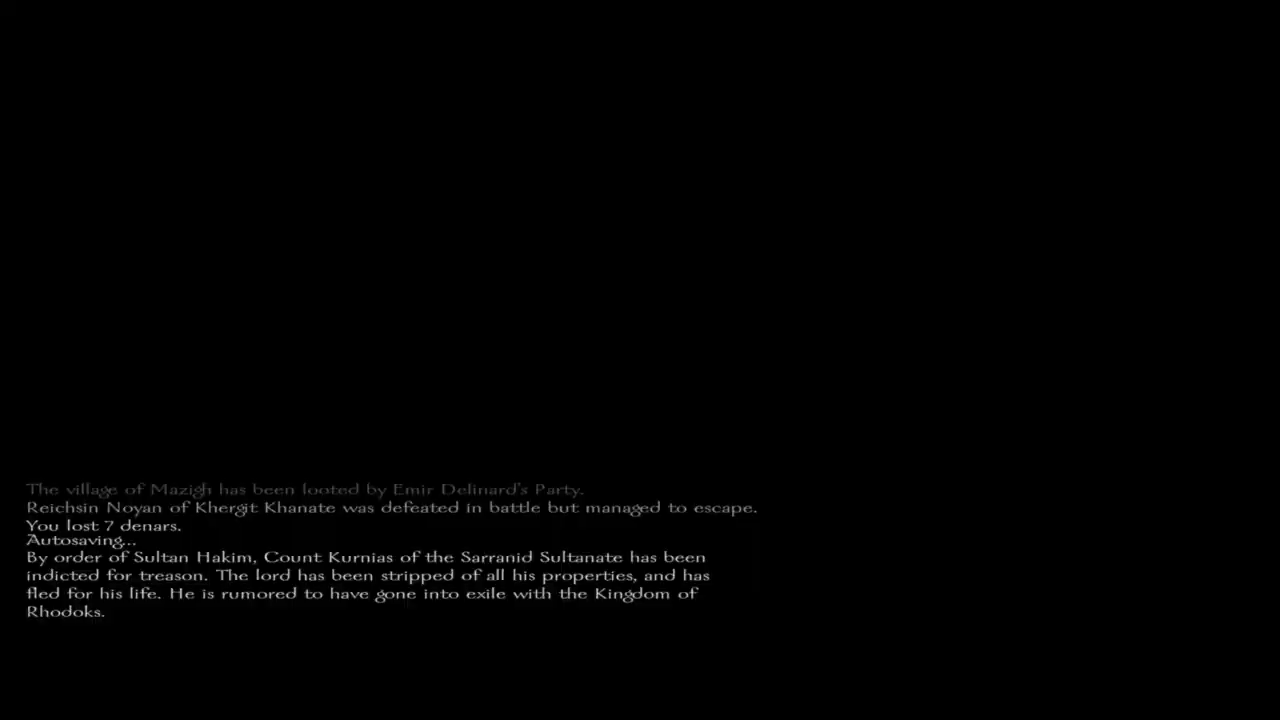 The village of Mazigh has been looted by Emir Delinard's Party.
Reichsin Noyan of Khergit Khanate was defeated in battle but managed to escape.
You lost 7 denars.
Autosaving...
By order of Sultan Hakim, Count Kurnias of the Sarranid Sultanate has been
indicted for treason. The lord has been stripped of all his properties, and has
fled for his life. He is rumored to have gone into exile with the Kingdom of
Rhodoks.